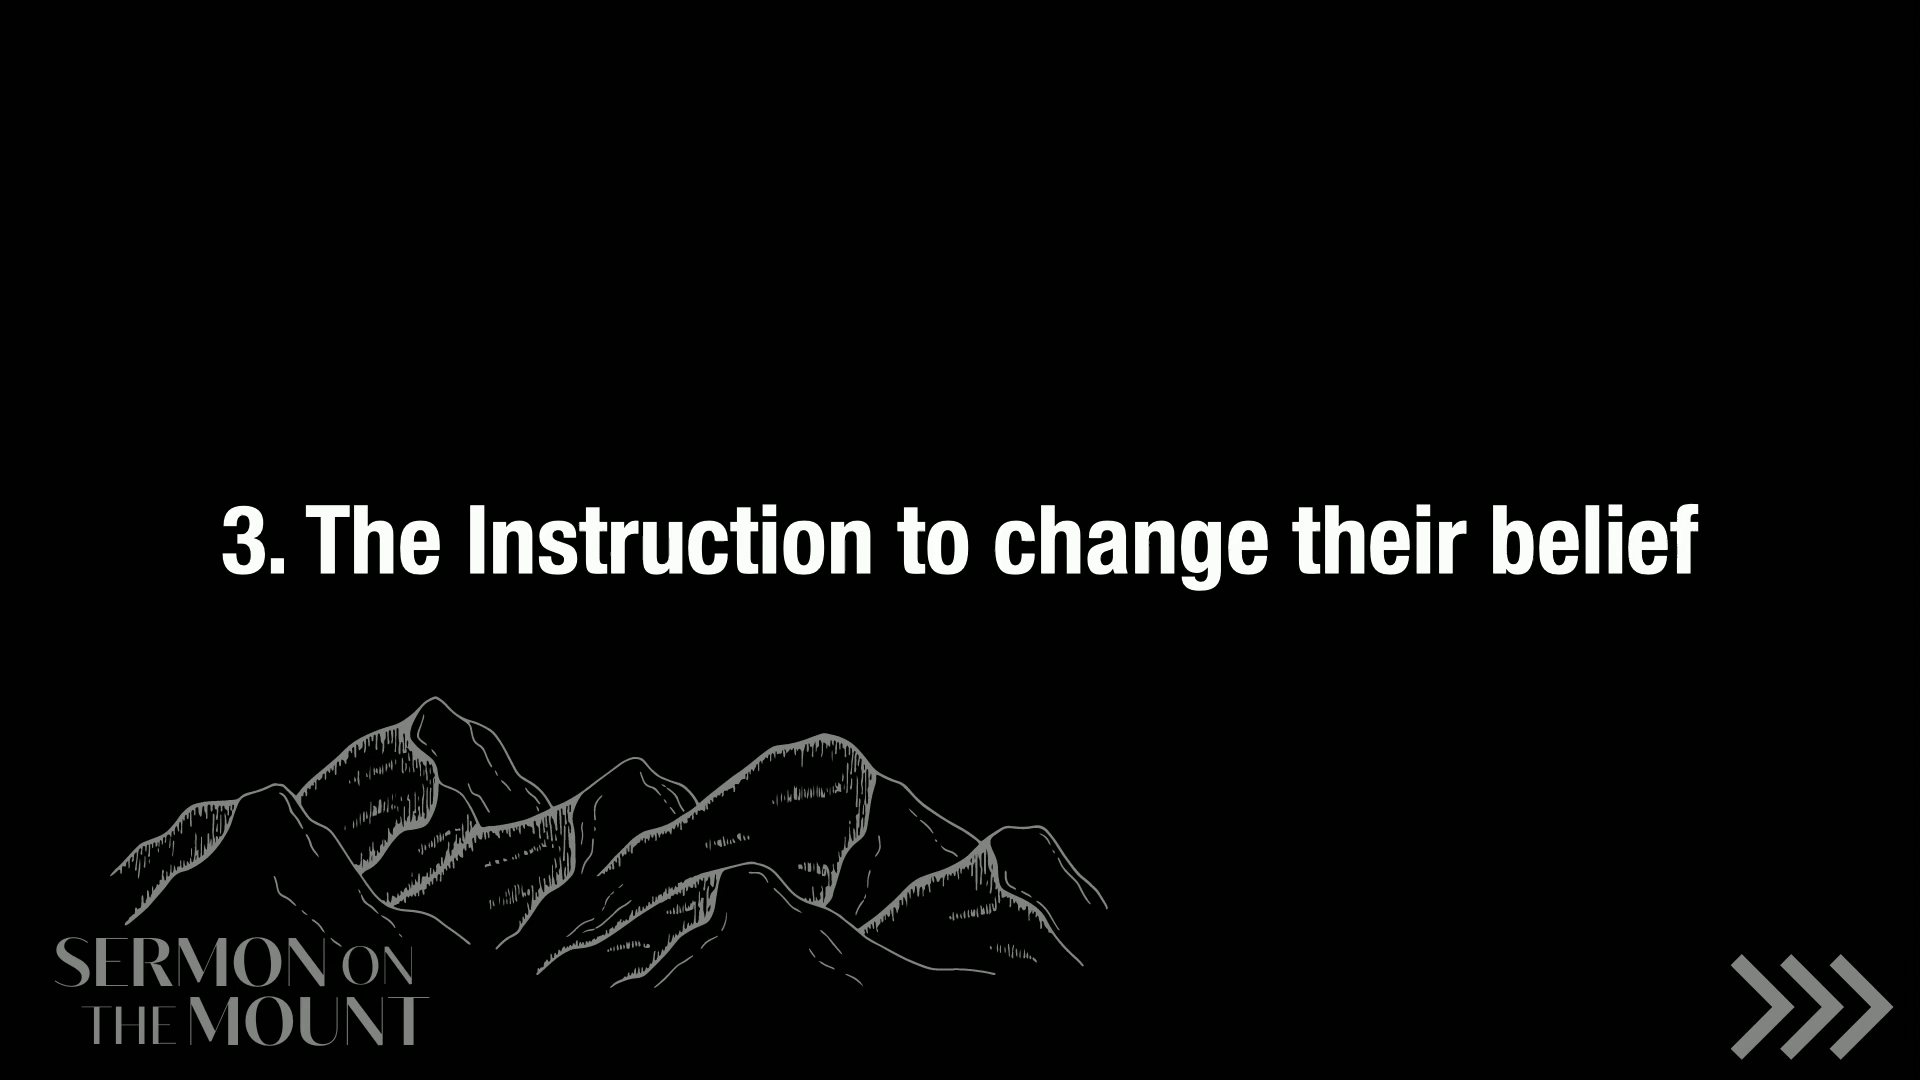 3. The Instruction to change their belief
SERMON ON
THE MOUNT